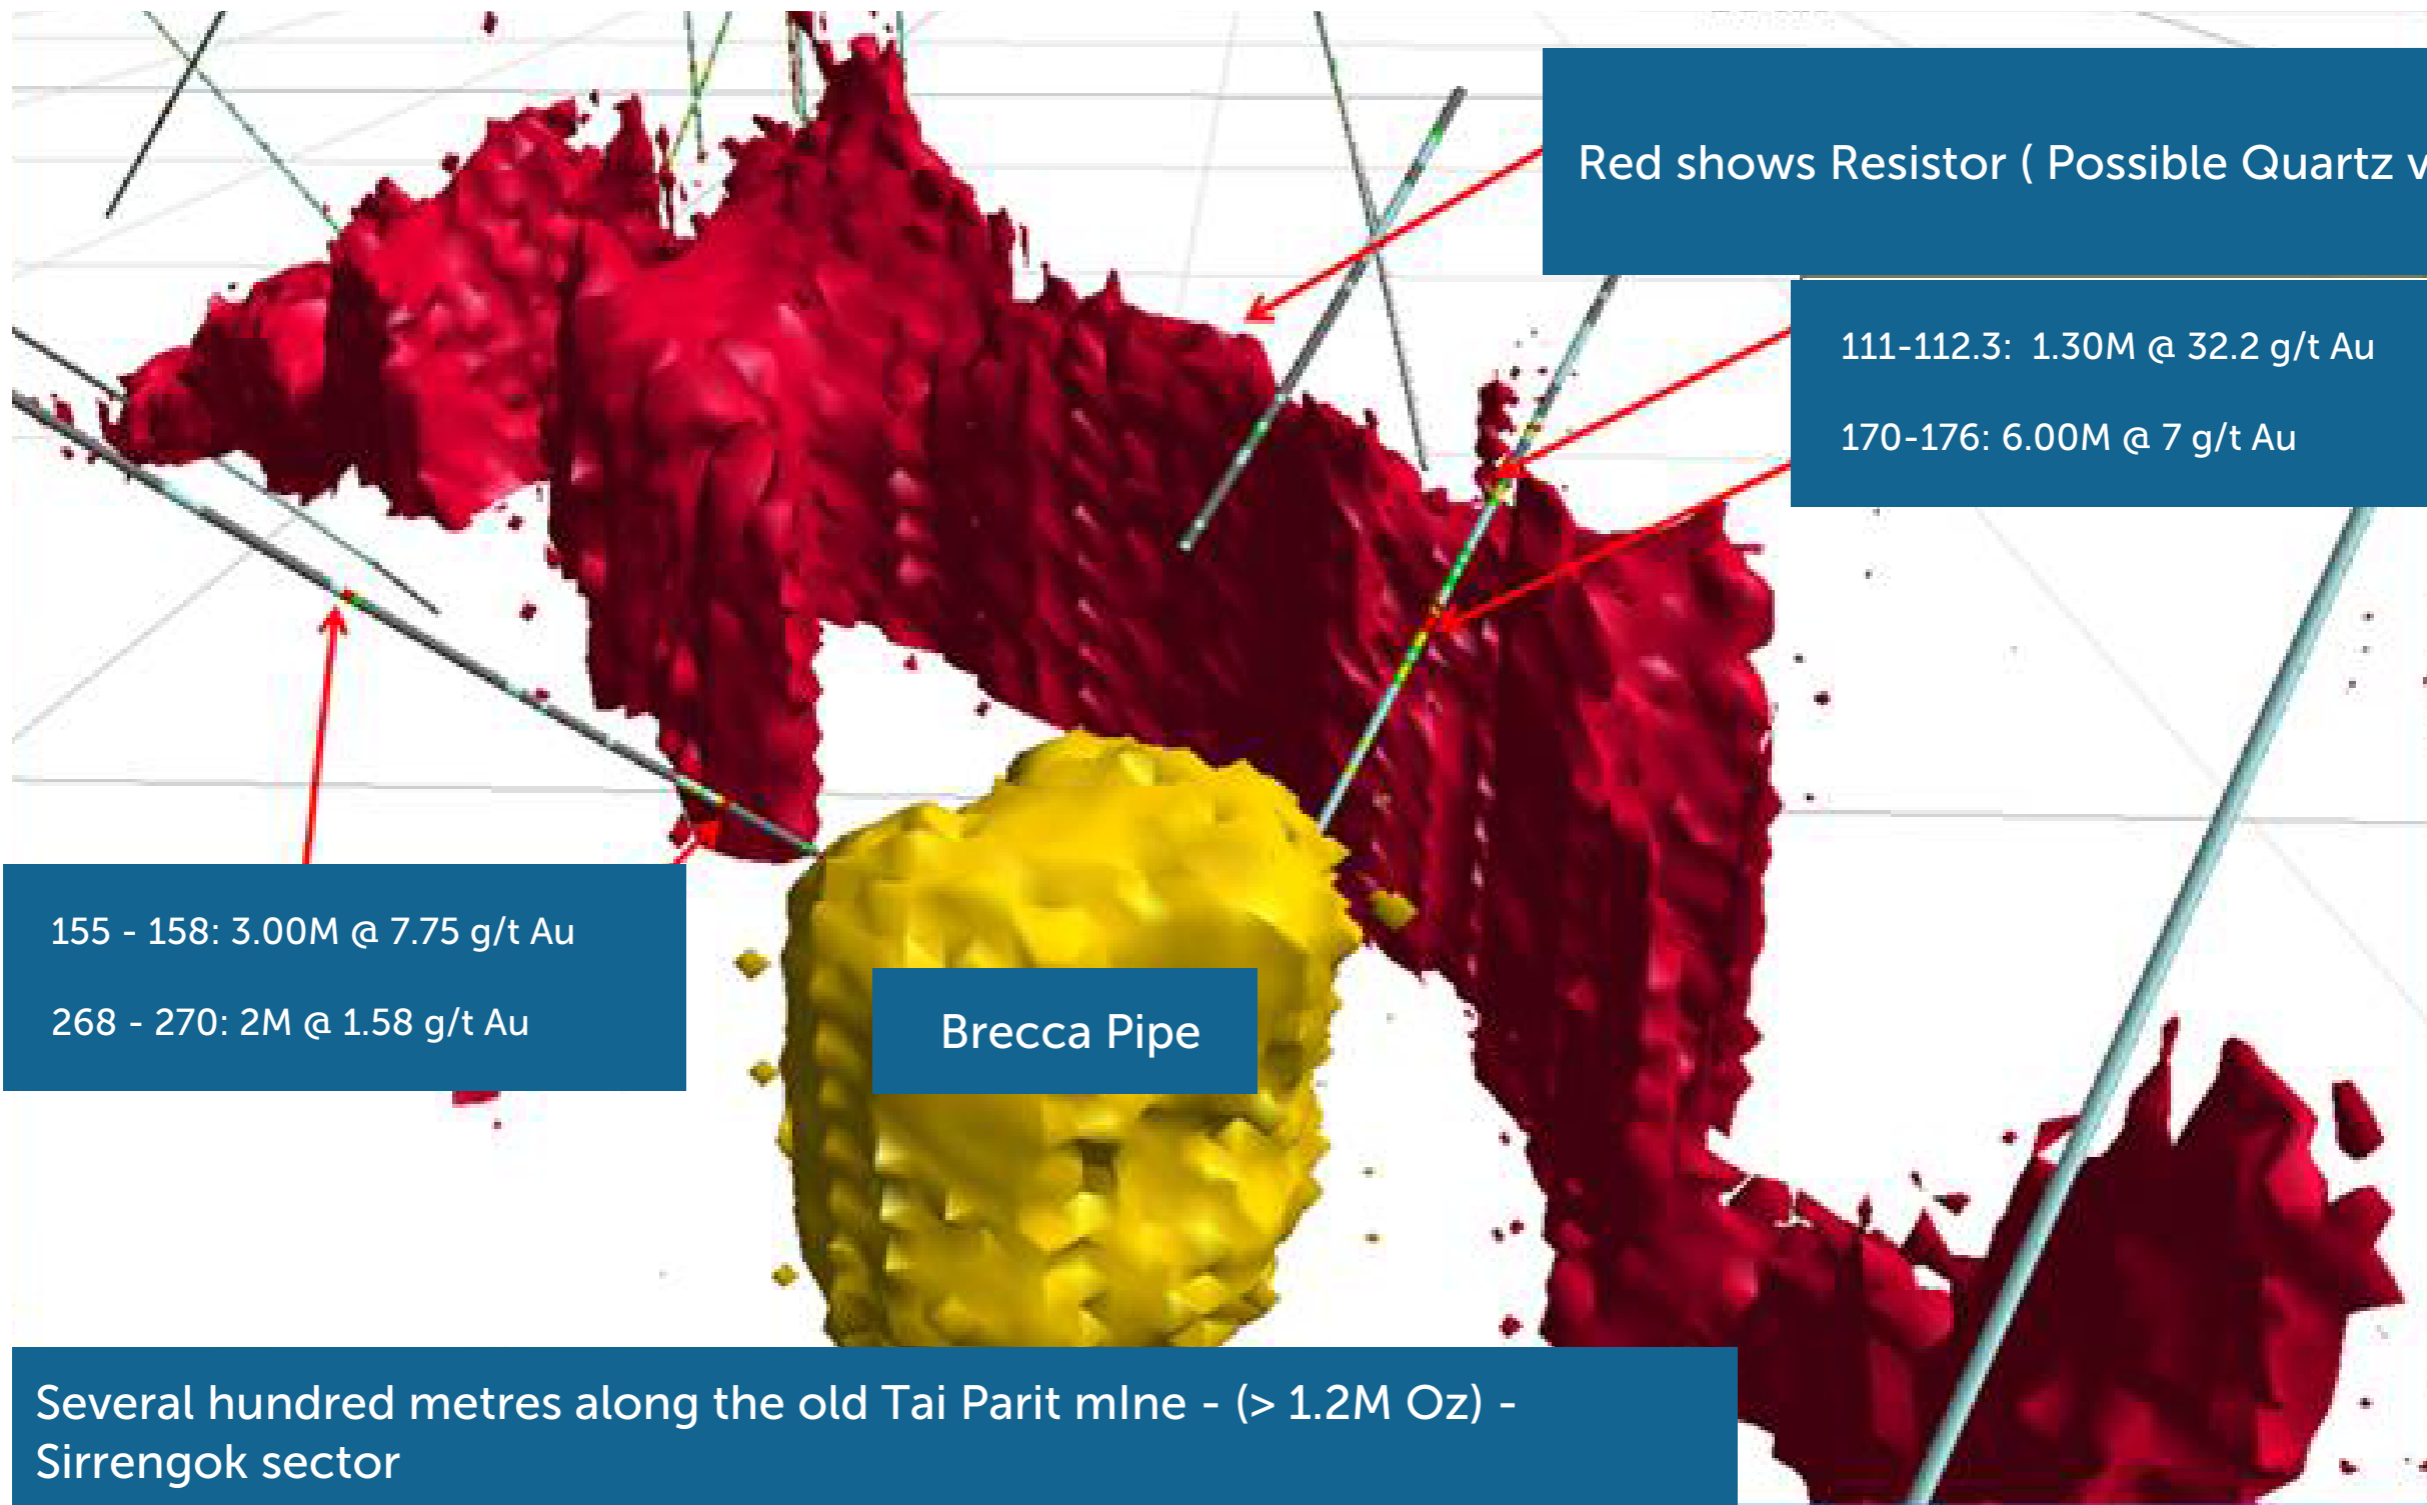 Red shows Resistor ( Possible Quartz v
111-112.3: 1.30M @ 32.2 g/t Au
170-176: 6.00M @ 7 g/t Au
155 - 158: 3.00M @ 7.75 g/t Au
268 - 270: 2M @ 1.58 g/t Au
Brecca Pipe
Several hundred metres along the old Tai Parit mIne - (> 1.2M Oz) -
Sirrengok sector